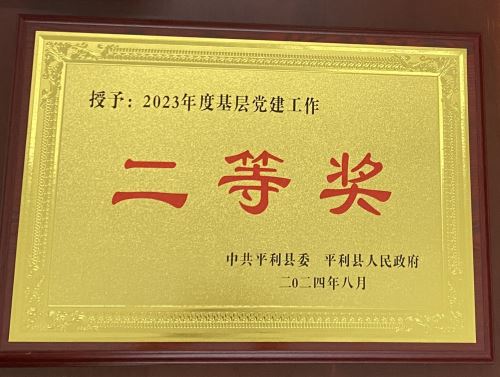 授予：2023年度基层党建工作
二等奖
中共平利县委 平利县人民政府
二0二四年八月